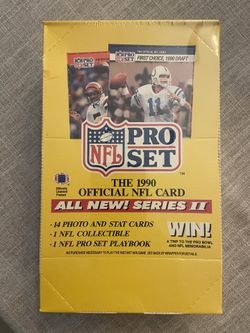 NFL PRO SET
FIRST CHOICE, 1990 DRAFT
NFL
PRO
SET
THE 1990
OFFICIAL NFL CARD
ALL NEW! SERIES II
· 14 PHOTO AND STAT CARDS
· 1 NFL COLLECTIBLE
· 1 NFL PRO SET PLAYBOOK
WIN!
A TRIP TO THE PRO BOWL
AND NFL MEMORABILIA